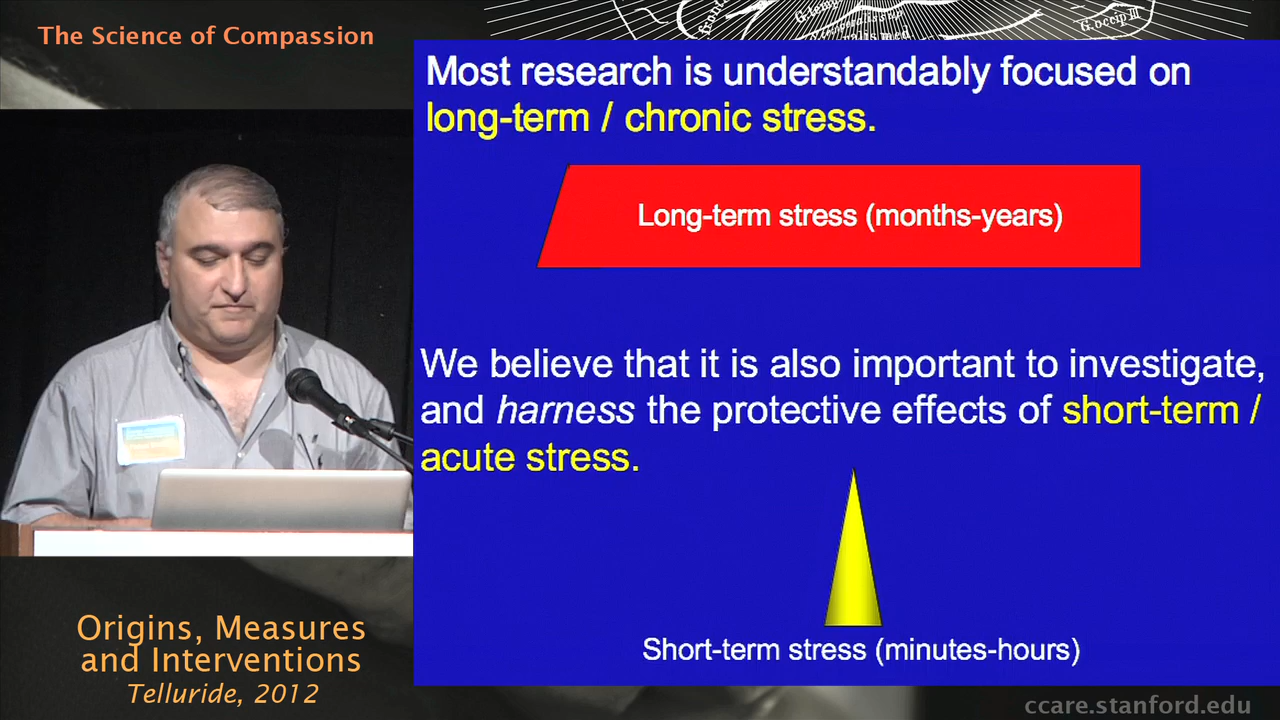 The Science of Compassion
G.occip III
Most research is understandably focused on
long-term / chronic stress.
Long-term stress (months-years)
We believe that it is also important to investigate,
and harness the protective effects of short-term /
acute stress.
Short-term stress (minutes-hours)
Origins, Measures
and Interventions
Telluride, 2012
ccare.stanford.edu